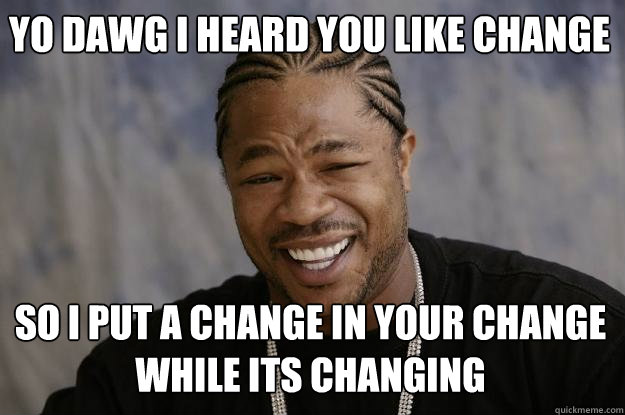 YO DAWG I HEARD YOU LIKE CHANGE
SO I PUT A CHANGE IN YOUR CHANGE
WHILE ITS CHANGING
quickmeme.com